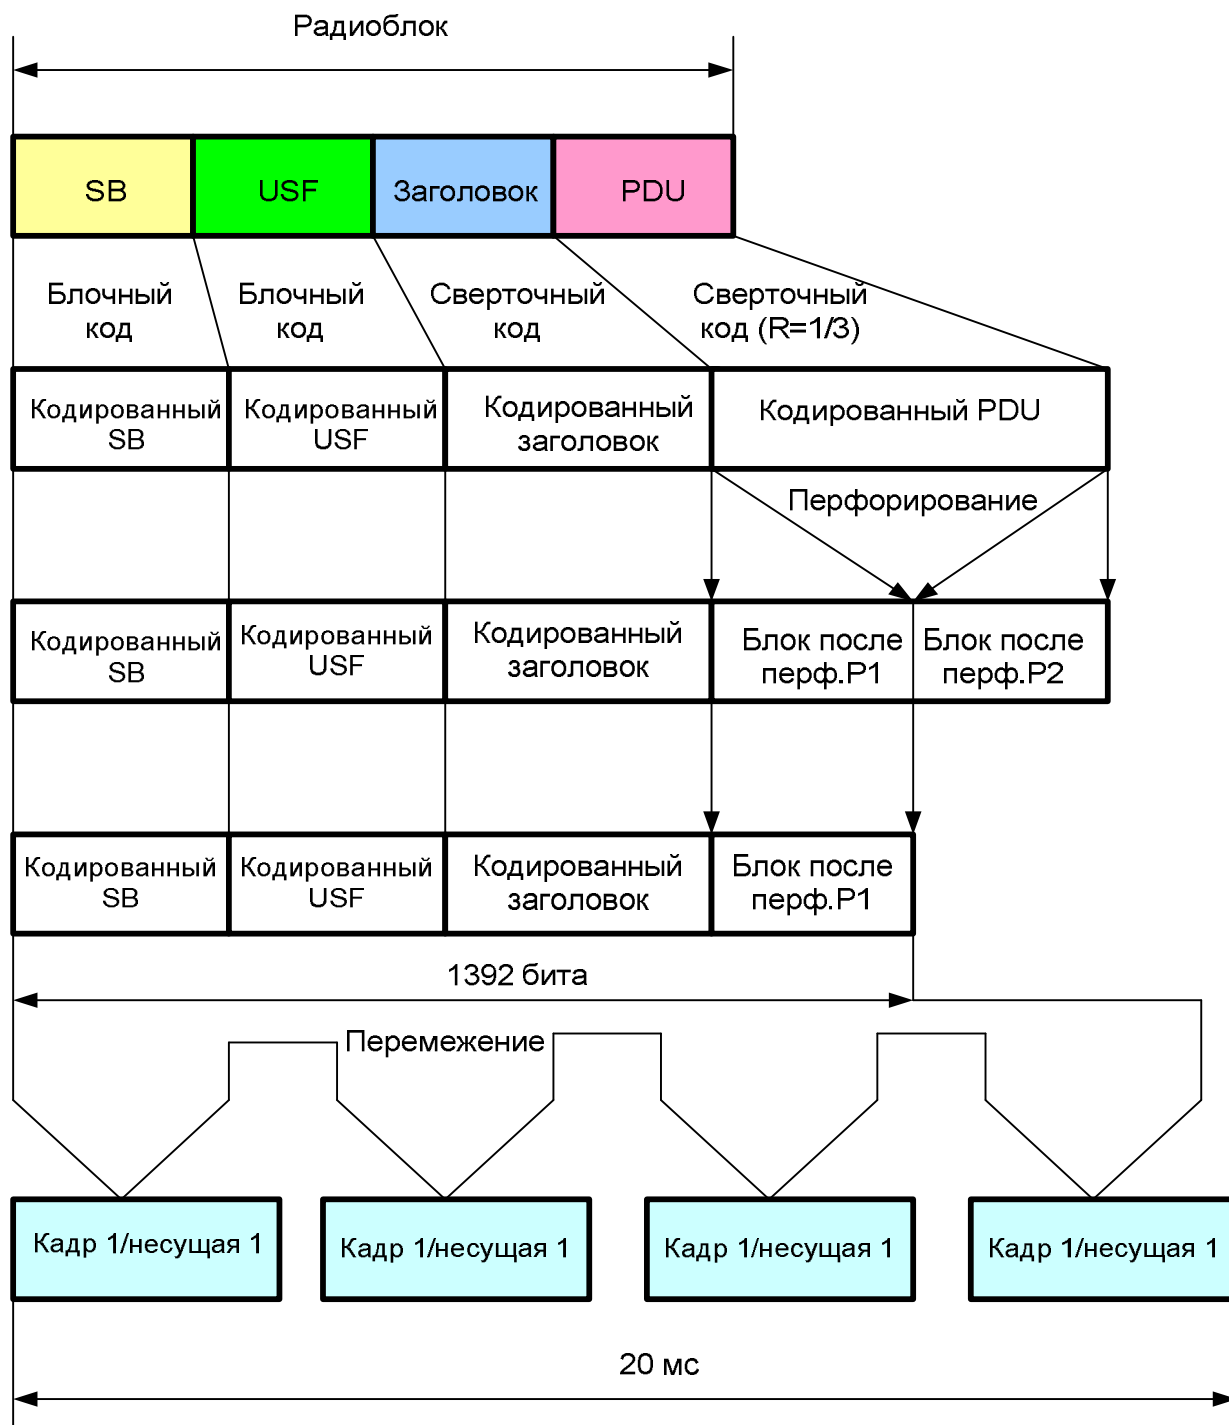 Радиоблок
SB USF Заголовок PDU
Блочный код
Блочный код
Сверточный код
Сверточный код (R=1/3)
Кодированный SB
Кодированный USF
Кодированный заголовок
Кодированный PDU
Перфорирование
Кодированный SB
Кодированный USF
Кодированный заголовок
Блок после перф.P1
Блок после перф.P2
Кодированный SB
Кодированный USF
Кодированный заголовок
Блок после перф.P1
1392 бита
Перемежение
Кадр 1/несущая 1
Кадр 1/несущая 1
Кадр 1/несущая 1
Кадр 1/несущая 1
20 мс